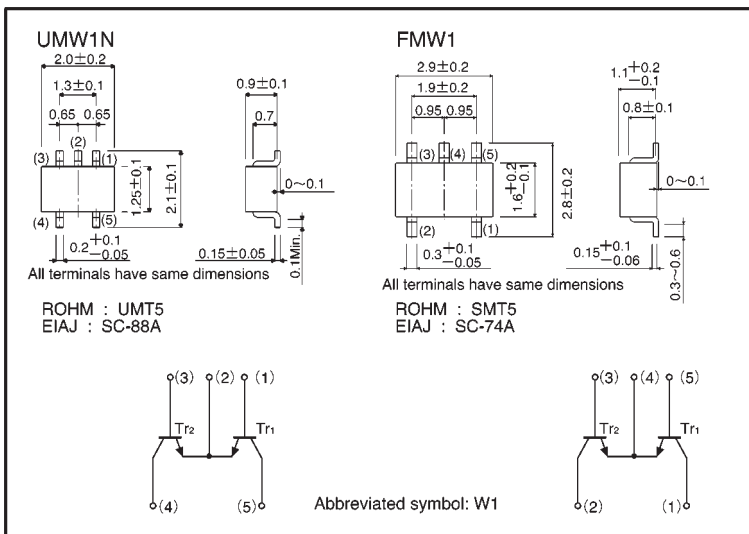 UMW1N
2.0±0.2
1.3±0.1
0.65 0.65
(2)
(3) (1)
(4) (5)
1.25±0.1
2.1±0.1
0.2 +0.1 -0.05
0.9±0.1
0.7
0~0.1
0.15±0.05
0.1Min.
All terminals have same dimensions
ROHM : UMT5
EIAJ : SC-88A
FMW1
2.9±0.2
1.9±0.2
0.95 0.95
(3) (4) (5)
(2) (1)
1.6 +0.2 -0.1
2.8±0.2
0.3 +0.1 -0.05
1.1 +0.2 -0.1
0.8±0.1
0~0.1
0.15 +0.1 -0.06
0.3~0.6
All terminals have same dimensions
ROHM : SMT5
EIAJ : SC-74A
(3) (2) (1)
Tr2 Tr1
(4) (5)
Abbreviated symbol: W1
(3) (4) (5)
Tr2 Tr1
(2) (1)